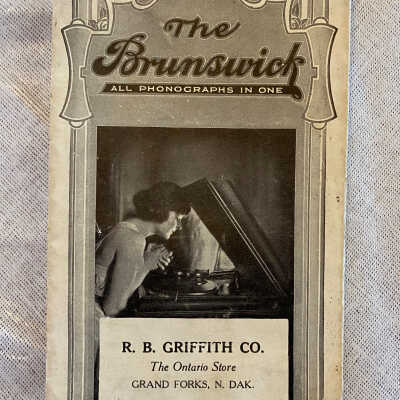 The
Brunswick
ALL PHONOGRAPHS IN ONE
R. B. GRIFFITH CO.
The Ontario Store
GRAND FORKS, N. DAK.